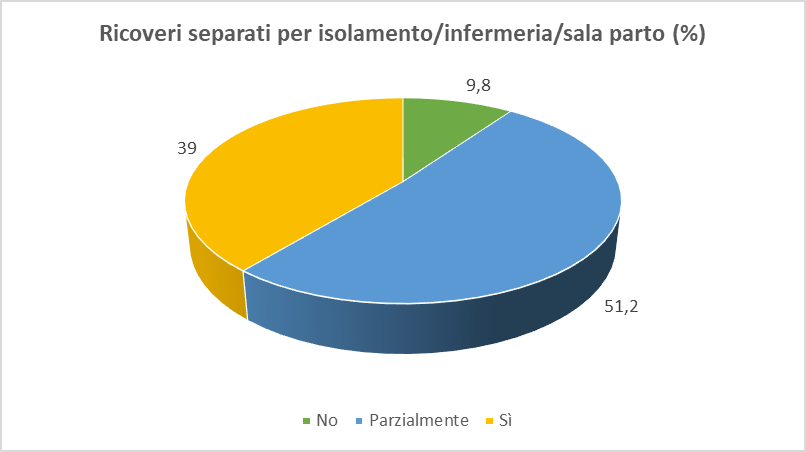 Ricoveri separati per isolamento/infermeria/sala parto (%)
9,8
39
51,2
No Parzialmente Sì